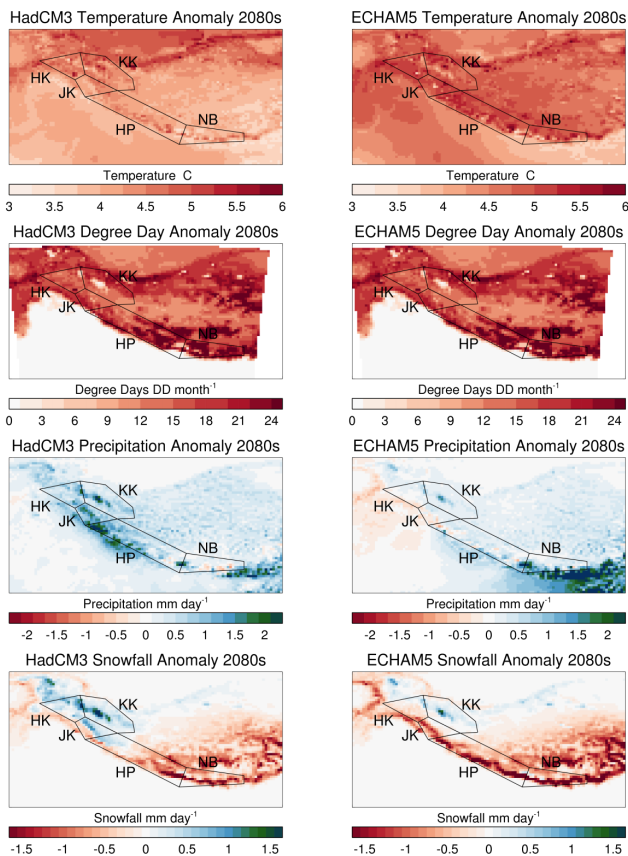 HadCM3 Temperature Anomaly 2080s
ECHAM5 Temperature Anomaly 2080s
HK
KK
JK
HP
NB
HK
KK
JK
HP
NB
Temperature C
Temperature C
3 3.5 4 4.5 5 5.5 6
3 3.5 4 4.5 5 5.5 6
HadCM3 Degree Day Anomaly 2080s
ECHAM5 Degree Day Anomaly 2080s
HK
KK
JK
HP
NB
HK
KK
JK
HP
NB
Degree Days DD month⁻¹
Degree Days DD month⁻¹
0 3 6 9 12 15 18 21 24
0 3 6 9 12 15 18 21 24
HadCM3 Precipitation Anomaly 2080s
ECHAM5 Precipitation Anomaly 2080s
HK
KK
JK
HP
NB
HK
KK
JK
HP
NB
Precipitation mm day⁻¹
Precipitation mm day⁻¹
-2 -1.5 -1 -0.5 0 0.5 1 1.5 2
-2 -1.5 -1 -0.5 0 0.5 1 1.5 2
HadCM3 Snowfall Anomaly 2080s
ECHAM5 Snowfall Anomaly 2080s
HK
KK
JK
HP
NB
HK
KK
JK
HP
NB
Snowfall mm day⁻¹
Snowfall mm day⁻¹
-1.5 -1 -0.5 0 0.5 1 1.5
-1.5 -1 -0.5 0 0.5 1 1.5